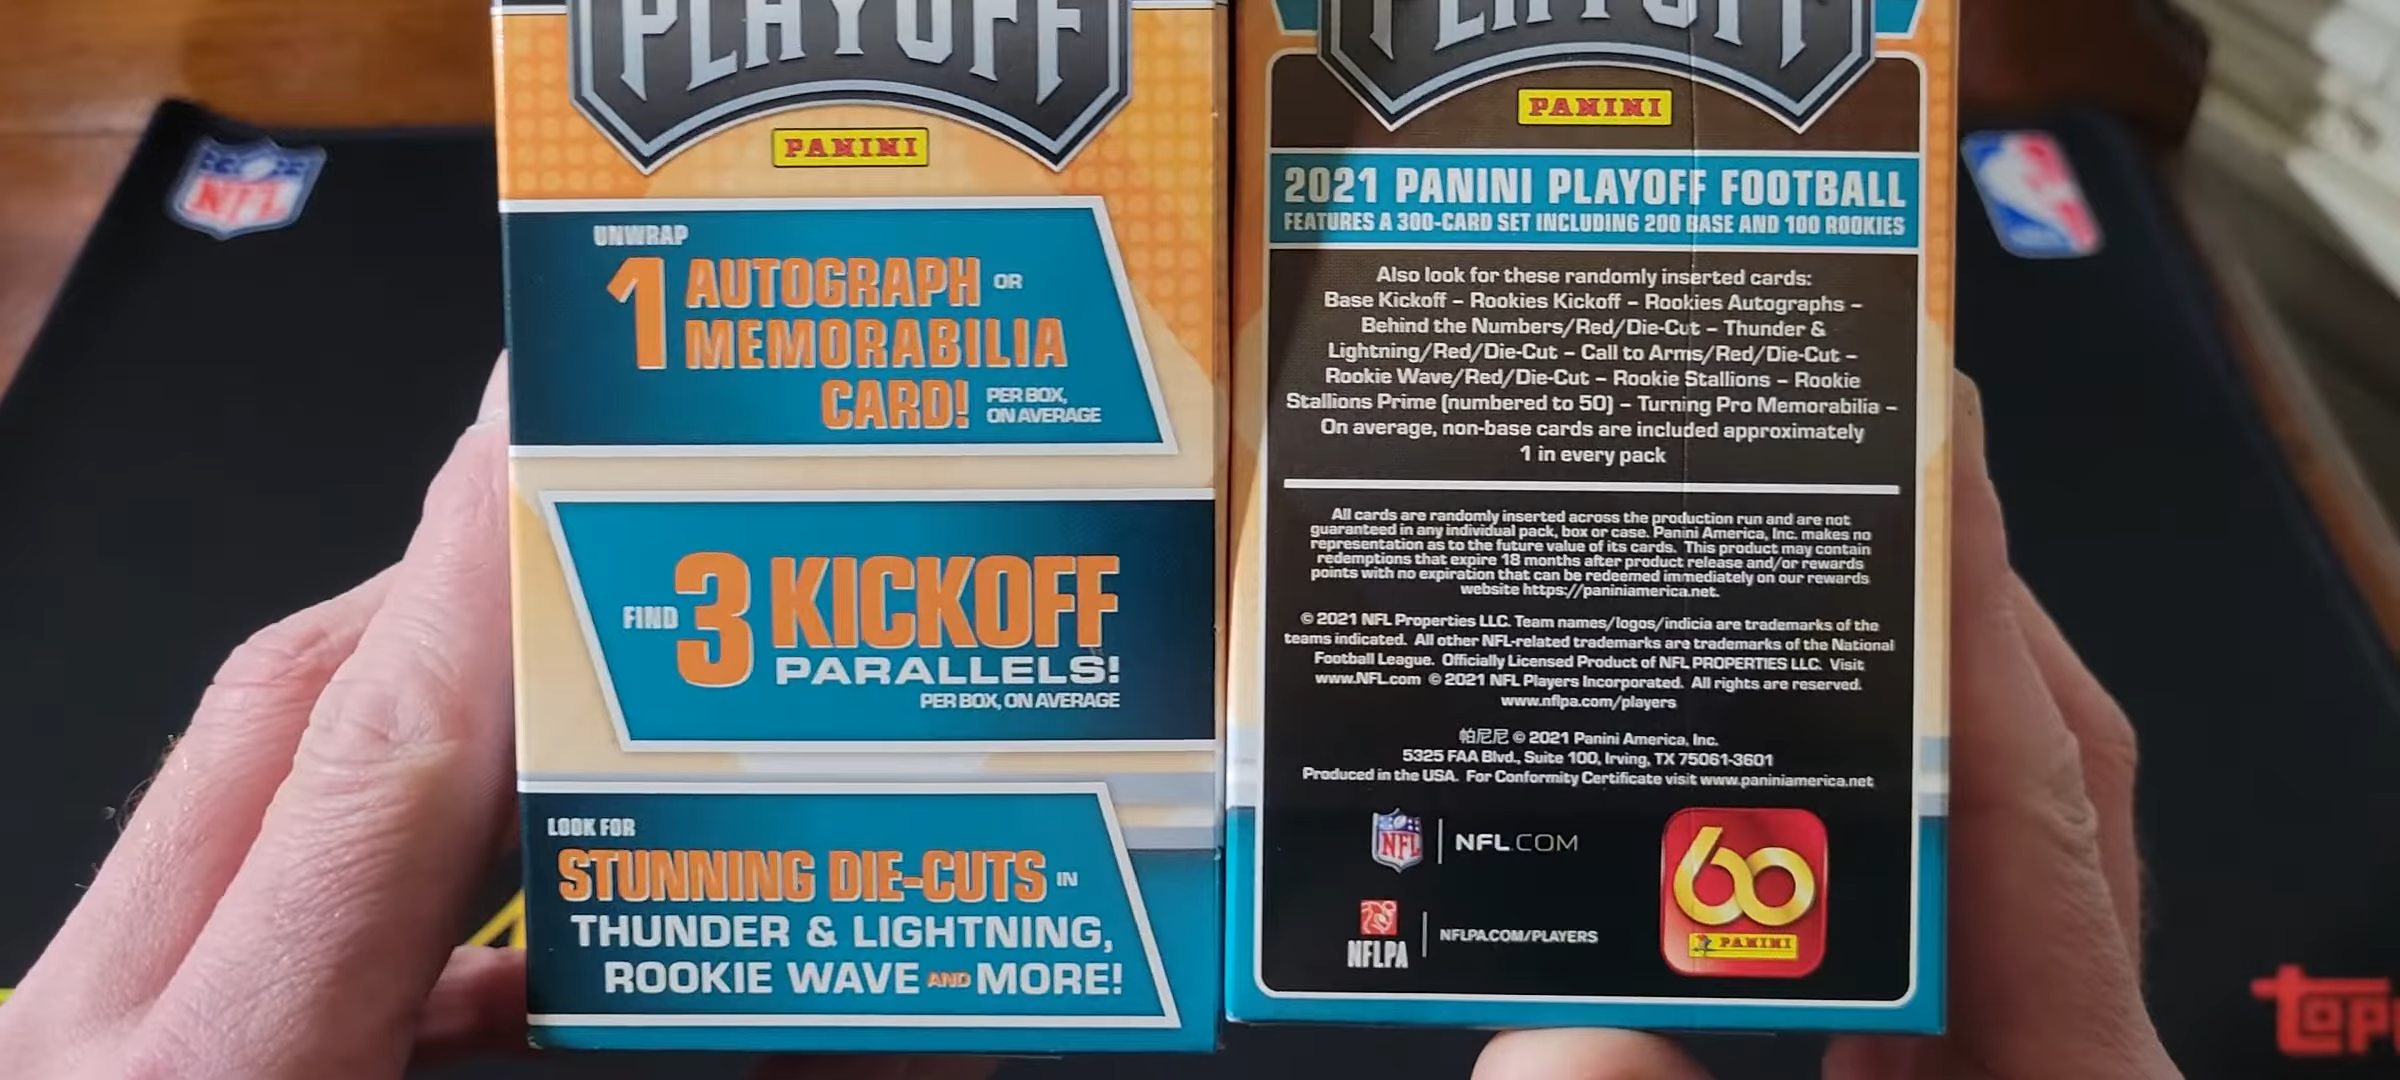 PLAYOFF
PANINI
UNWRAP
1 AUTOGRAPH OR
MEMORABILIA
CARD! PER BOX,
ON AVERAGE
FIND 3 KICKOFF
PARALLELS!
PER BOX, ON AVERAGE
LOOK FOR
STUNNING DIE-CUTS IN
THUNDER & LIGHTNING,
ROOKIE WAVE AND MORE!
PLAYOFF
PANINI
2021 PANINI PLAYOFF FOOTBALL
FEATURES A 300-CARD SET INCLUDING 200 BASE AND 100 ROOKIES
Also look for these randomly inserted cards:
Base Kickoff – Rookies Kickoff – Rookies Autographs –
Behind the Numbers/Red/Die-Cut – Thunder &
Lightning/Red/Die-Cut – Call to Arms/Red/Die-Cut –
Rookie Wave/Red/Die-Cut – Rookie Stallions – Rookie
Stallions Prime (numbered to 50) – Turning Pro Memorabilia –
On average, non-base cards are included approximately
1 in every pack
All cards are randomly inserted across the production run and are not
guaranteed in any individual pack, box or case. Panini America, Inc. makes no
representation as to the future value of its cards. This product may contain
redemptions that expire 18 months after product release and/or rewards
points with no expiration that can be redeemed immediately on our rewards
website https://paniniamerica.net.
© 2021 NFL Properties LLC. Team names/logos/indicia are trademarks of the
teams indicated. All other NFL-related trademarks are trademarks of the National
Football League. Officially Licensed Product of NFL PROPERTIES LLC. Visit
www.NFL.com © 2021 NFL Players Incorporated. All rights are reserved.
www.nflpa.com/players
帕尼尼 © 2021 Panini America, Inc.
5325 FAA Blvd., Suite 100, Irving, TX 75061-3601
Produced in the USA. For Conformity Certificate visit www.paniniamerica.net
NFL NFL.COM
NFLPA NFLPA.COM/PLAYERS
60
PANINI
NFL
TOPP